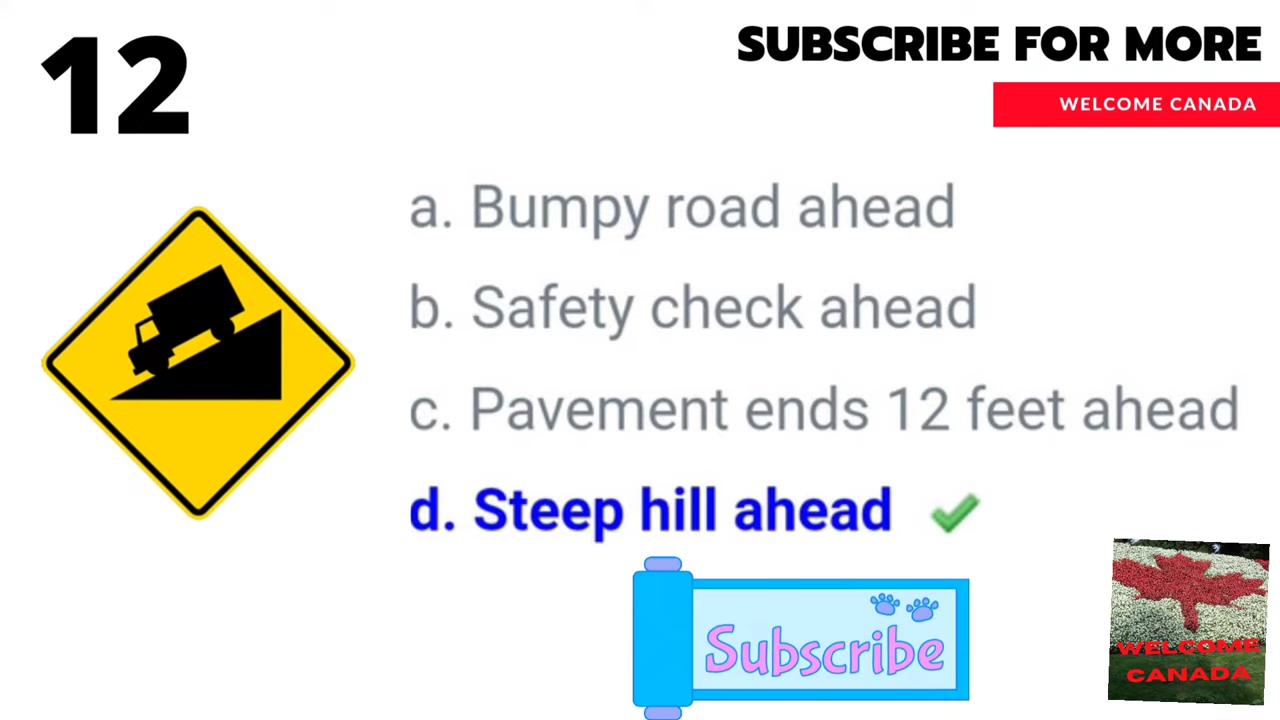 12
SUBSCRIBE FOR MORE
WELCOME CANADA
a. Bumpy road ahead
b. Safety check ahead
c. Pavement ends 12 feet ahead
d. Steep hill ahead
Subscribe
WELCOME
CANADA